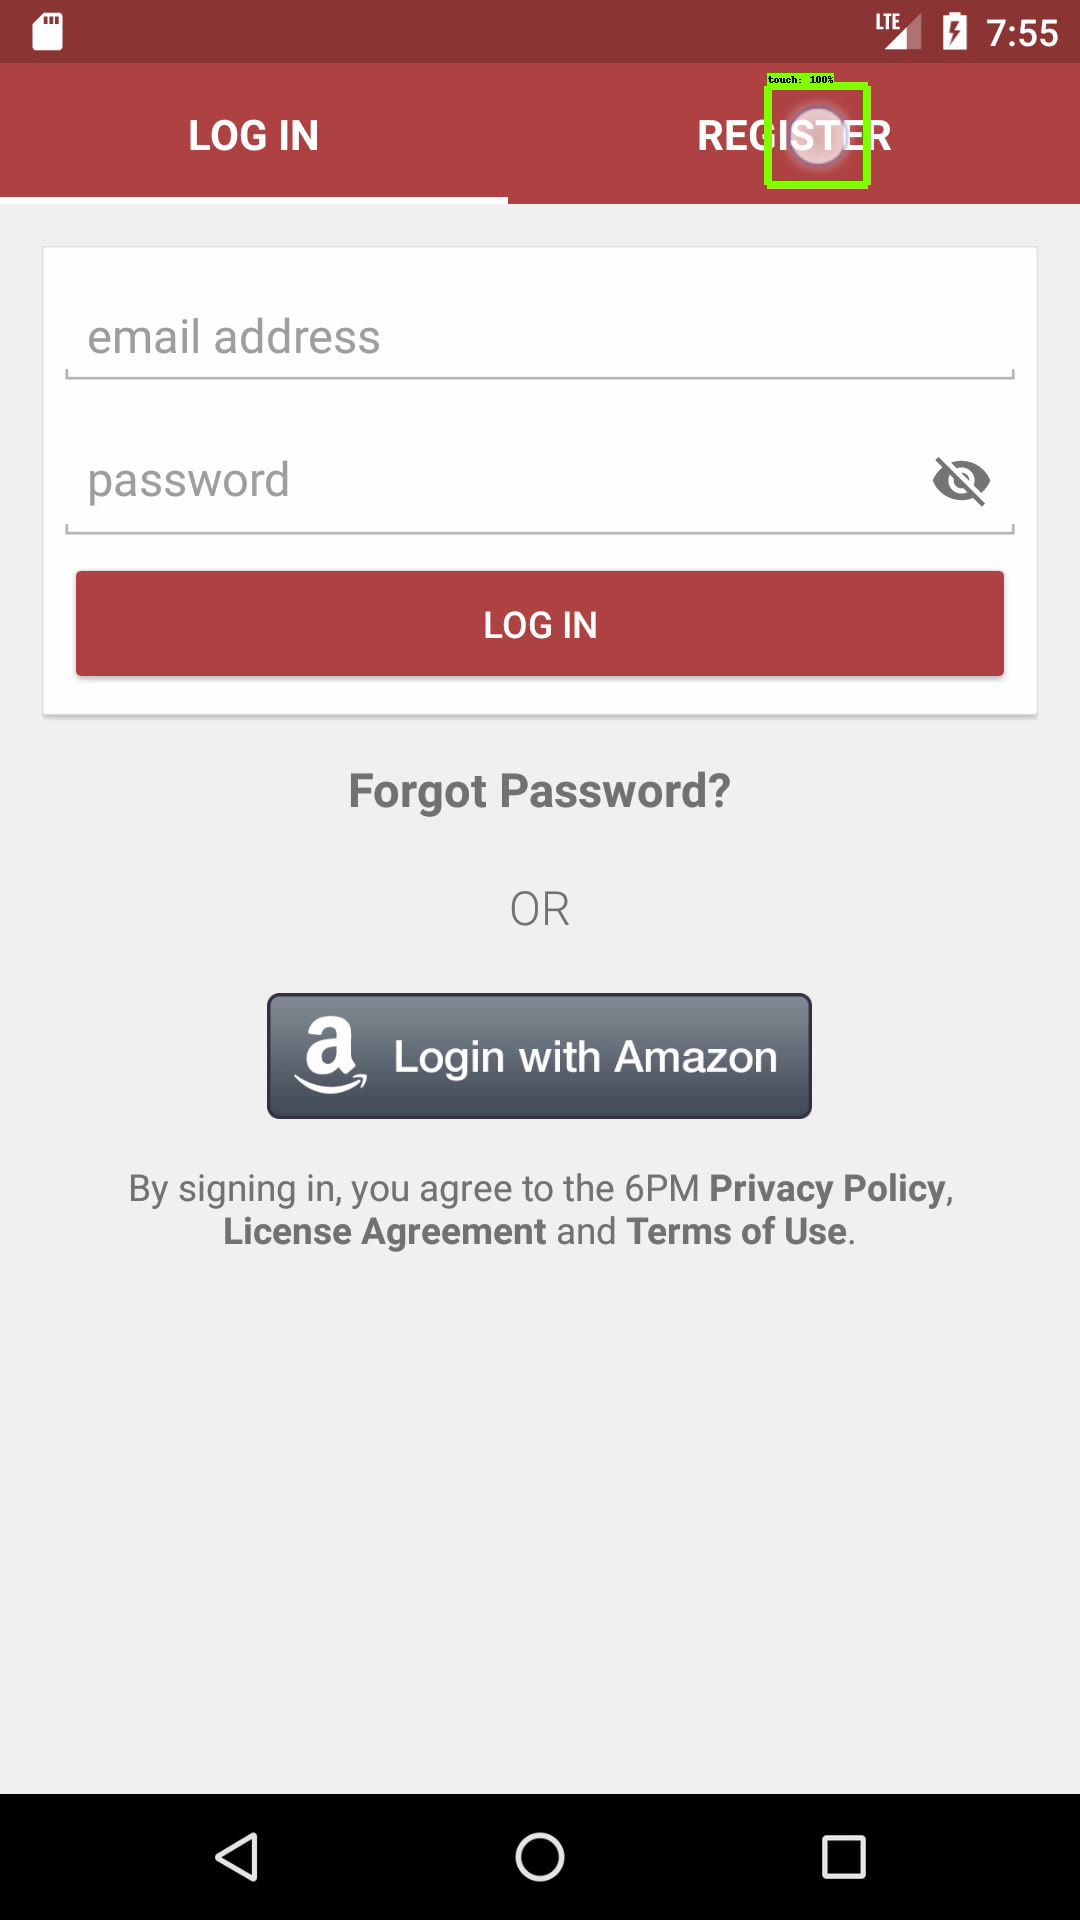 LTE 7:55
touch: 100%
LOG IN REGISTER
email address
password
LOG IN
Forgot Password?
OR
a Login with Amazon
By signing in, you agree to the 6PM Privacy Policy,
License Agreement and Terms of Use.